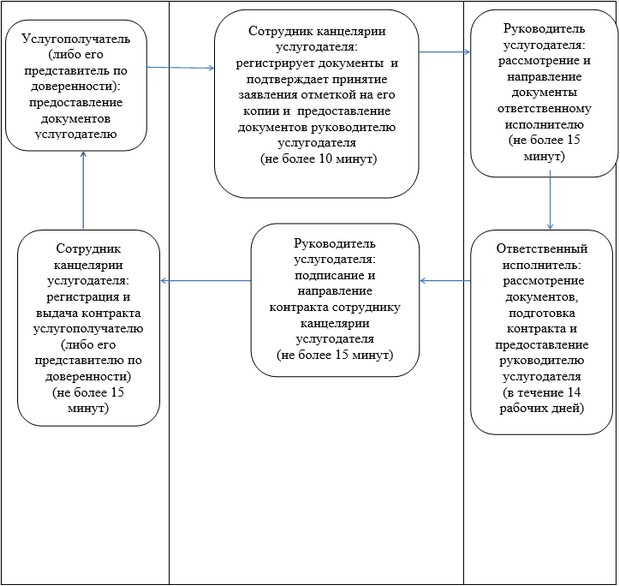 Услугополучатель
(либо его
представитель по
доверенности):
предоставление
документов
услугодателю
Сотрудник канцелярии
услугодателя:
регистрирует документы и
подтверждает принятие
заявления отметкой на его
копии и предоставление
документов руководителю
услугодателя
(не более 10 минут)
Руководитель
услугодателя:
рассмотрение и
направление
документы
ответственному
исполнителю
(не более 15
минут)
Ответственный
исполнитель:
рассмотрение
документов,
подготовка
контракта и
предоставление
руководителю
услугодателя
(в течение 14
рабочих дней)
Руководитель
услугодателя:
подписание и
направление
контракта сотруднику
канцелярии
услугодателя
(не более 15 минут)
Сотрудник
канцелярии
услугодателя:
регистрация и
выдача контракта
услугополучателю
(либо его
представителю по
доверенности)
(не более 15
минут)